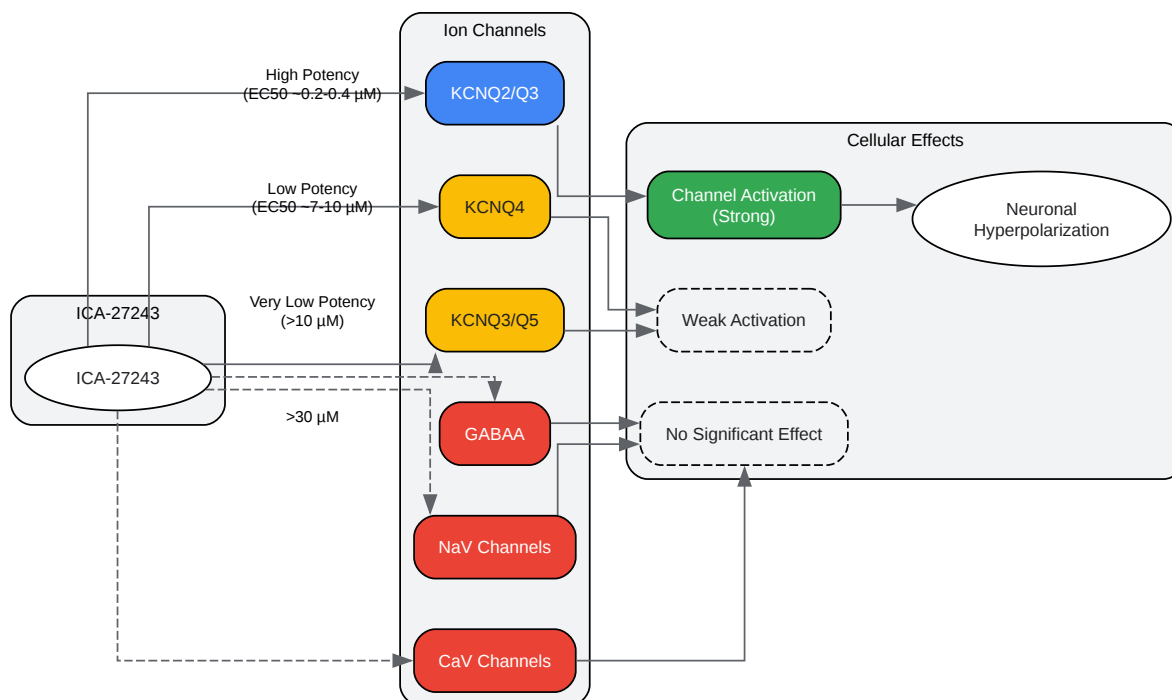 Ion Channels
High Potency
(EC50 ~0.2-0.4 µM)
KCNQ2/Q3
Cellular Effects
Low Potency
(EC50 ~7-10 µM)
KCNQ4
Channel Activation
(Strong)
Neuronal
Hyperpolarization
ICA-27243
Very Low Potency
(>10 µM)
KCNQ3/Q5
Weak Activation
ICA-27243
>30 µM
GABAA
No Significant Effect
NaV Channels
CaV Channels